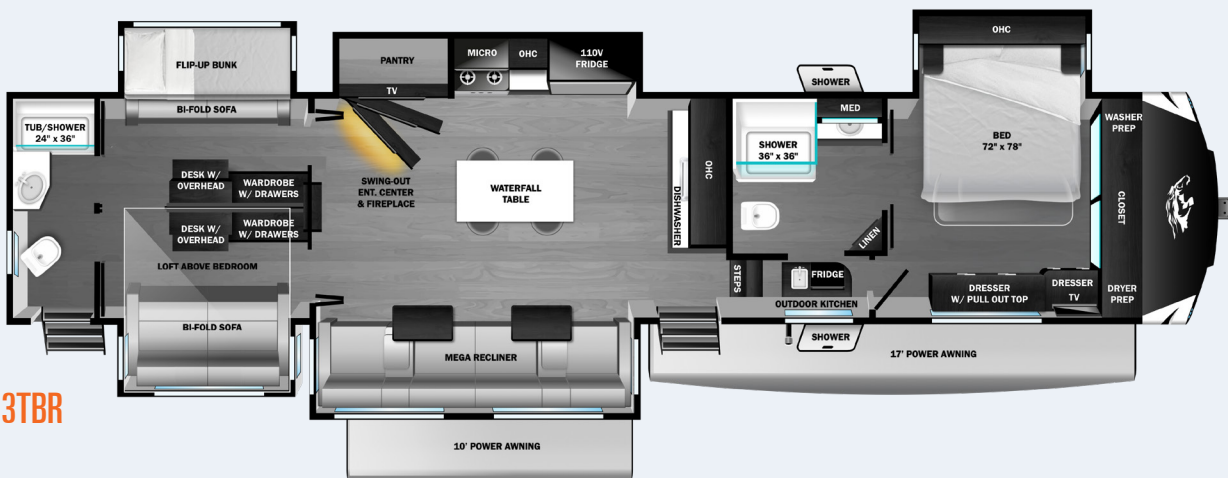 OHC
FLIP-UP BUNK
PANTRY
TV
MICRO
OHC
110V
FRIDGE
SHOWER
BI-FOLD SOFA
TUB/SHOWER
24" x 36"
MED
SHOWER
36" x 36"
BED
72" x 78"
WASHER
PREP
DESK W/
OVERHEAD
WARDROBE
W/ DRAWERS
SWING-OUT
ENT. CENTER
& FIREPLACE
WATERFALL
TABLE
OHC
DISHWASHER
CLOSET
DESK W/
OVERHEAD
WARDROBE
W/ DRAWERS
LINEN
LOFT ABOVE BEDROOM
STEPS
FRIDGE
OUTDOOR KITCHEN
DRESSER
W/ PULL OUT TOP
DRESSER
TV
DRYER
PREP
BI-FOLD SOFA
MEGA RECLINER
SHOWER
17' POWER AWNING
3TBR
10' POWER AWNING